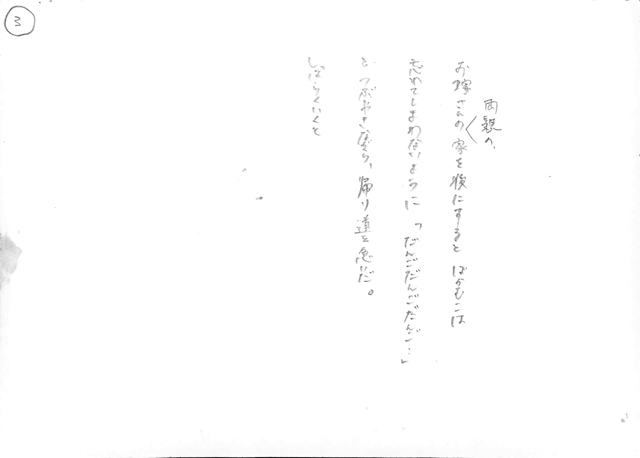 3
両親の、
お嫁さんの家を後にすると ばかむこは
忘れてしまわないように 「だんごだんごだんご…」
とつぶやき乍ら、帰り道を急いだ。
しばらくいくと